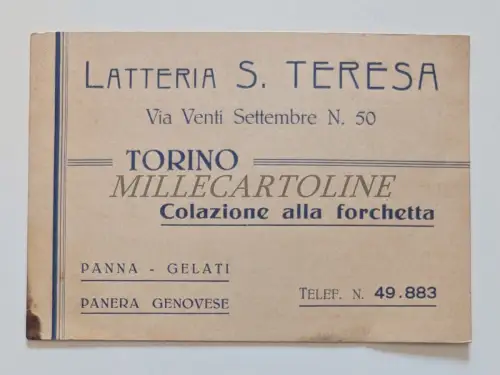 LATTERIA S. TERESA
Via Venti Settembre N. 50
TORINO
MILLECARTOLINE
Colazione alla forchetta
PANNA - GELATI
PANERA GENOVESE
TELEF. N. 49.883